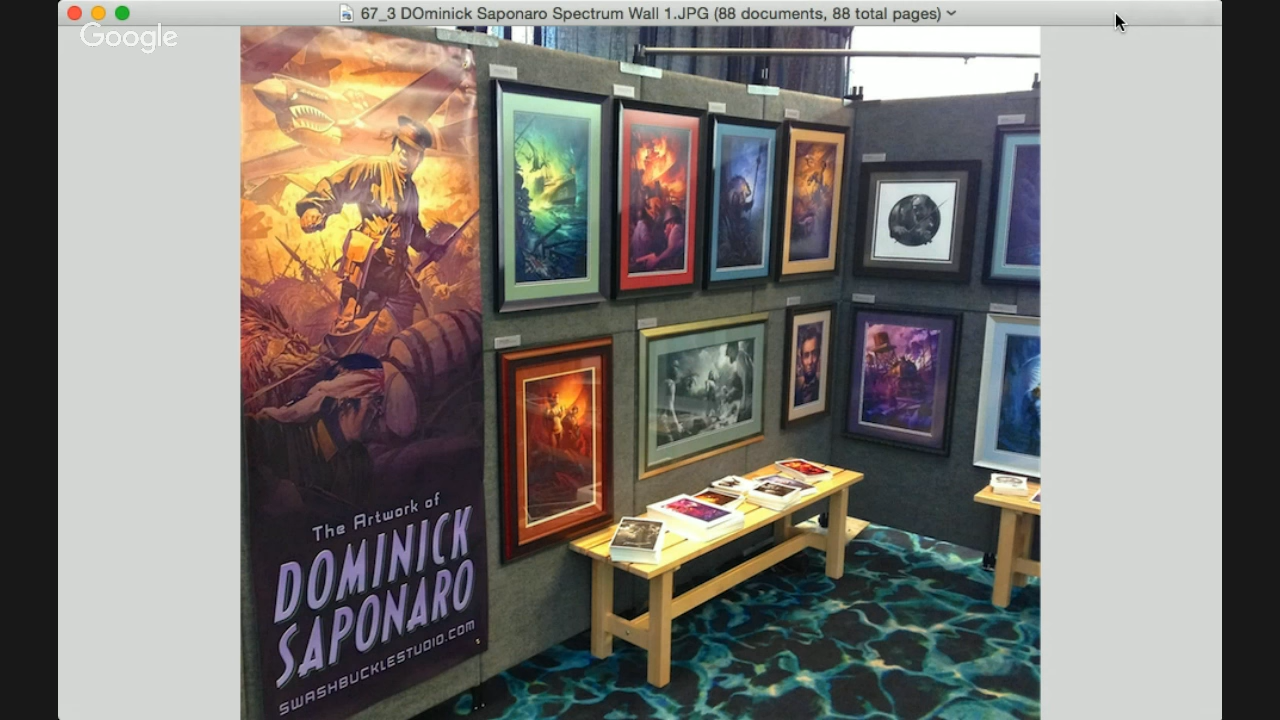 67_3 DOminick Saponaro Spectrum Wall 1.JPG (88 documents, 88 total pages)
Google
The Artwork of
DOMINICK
SAPONARO
SWASHBUCKLESTUDIO.COM